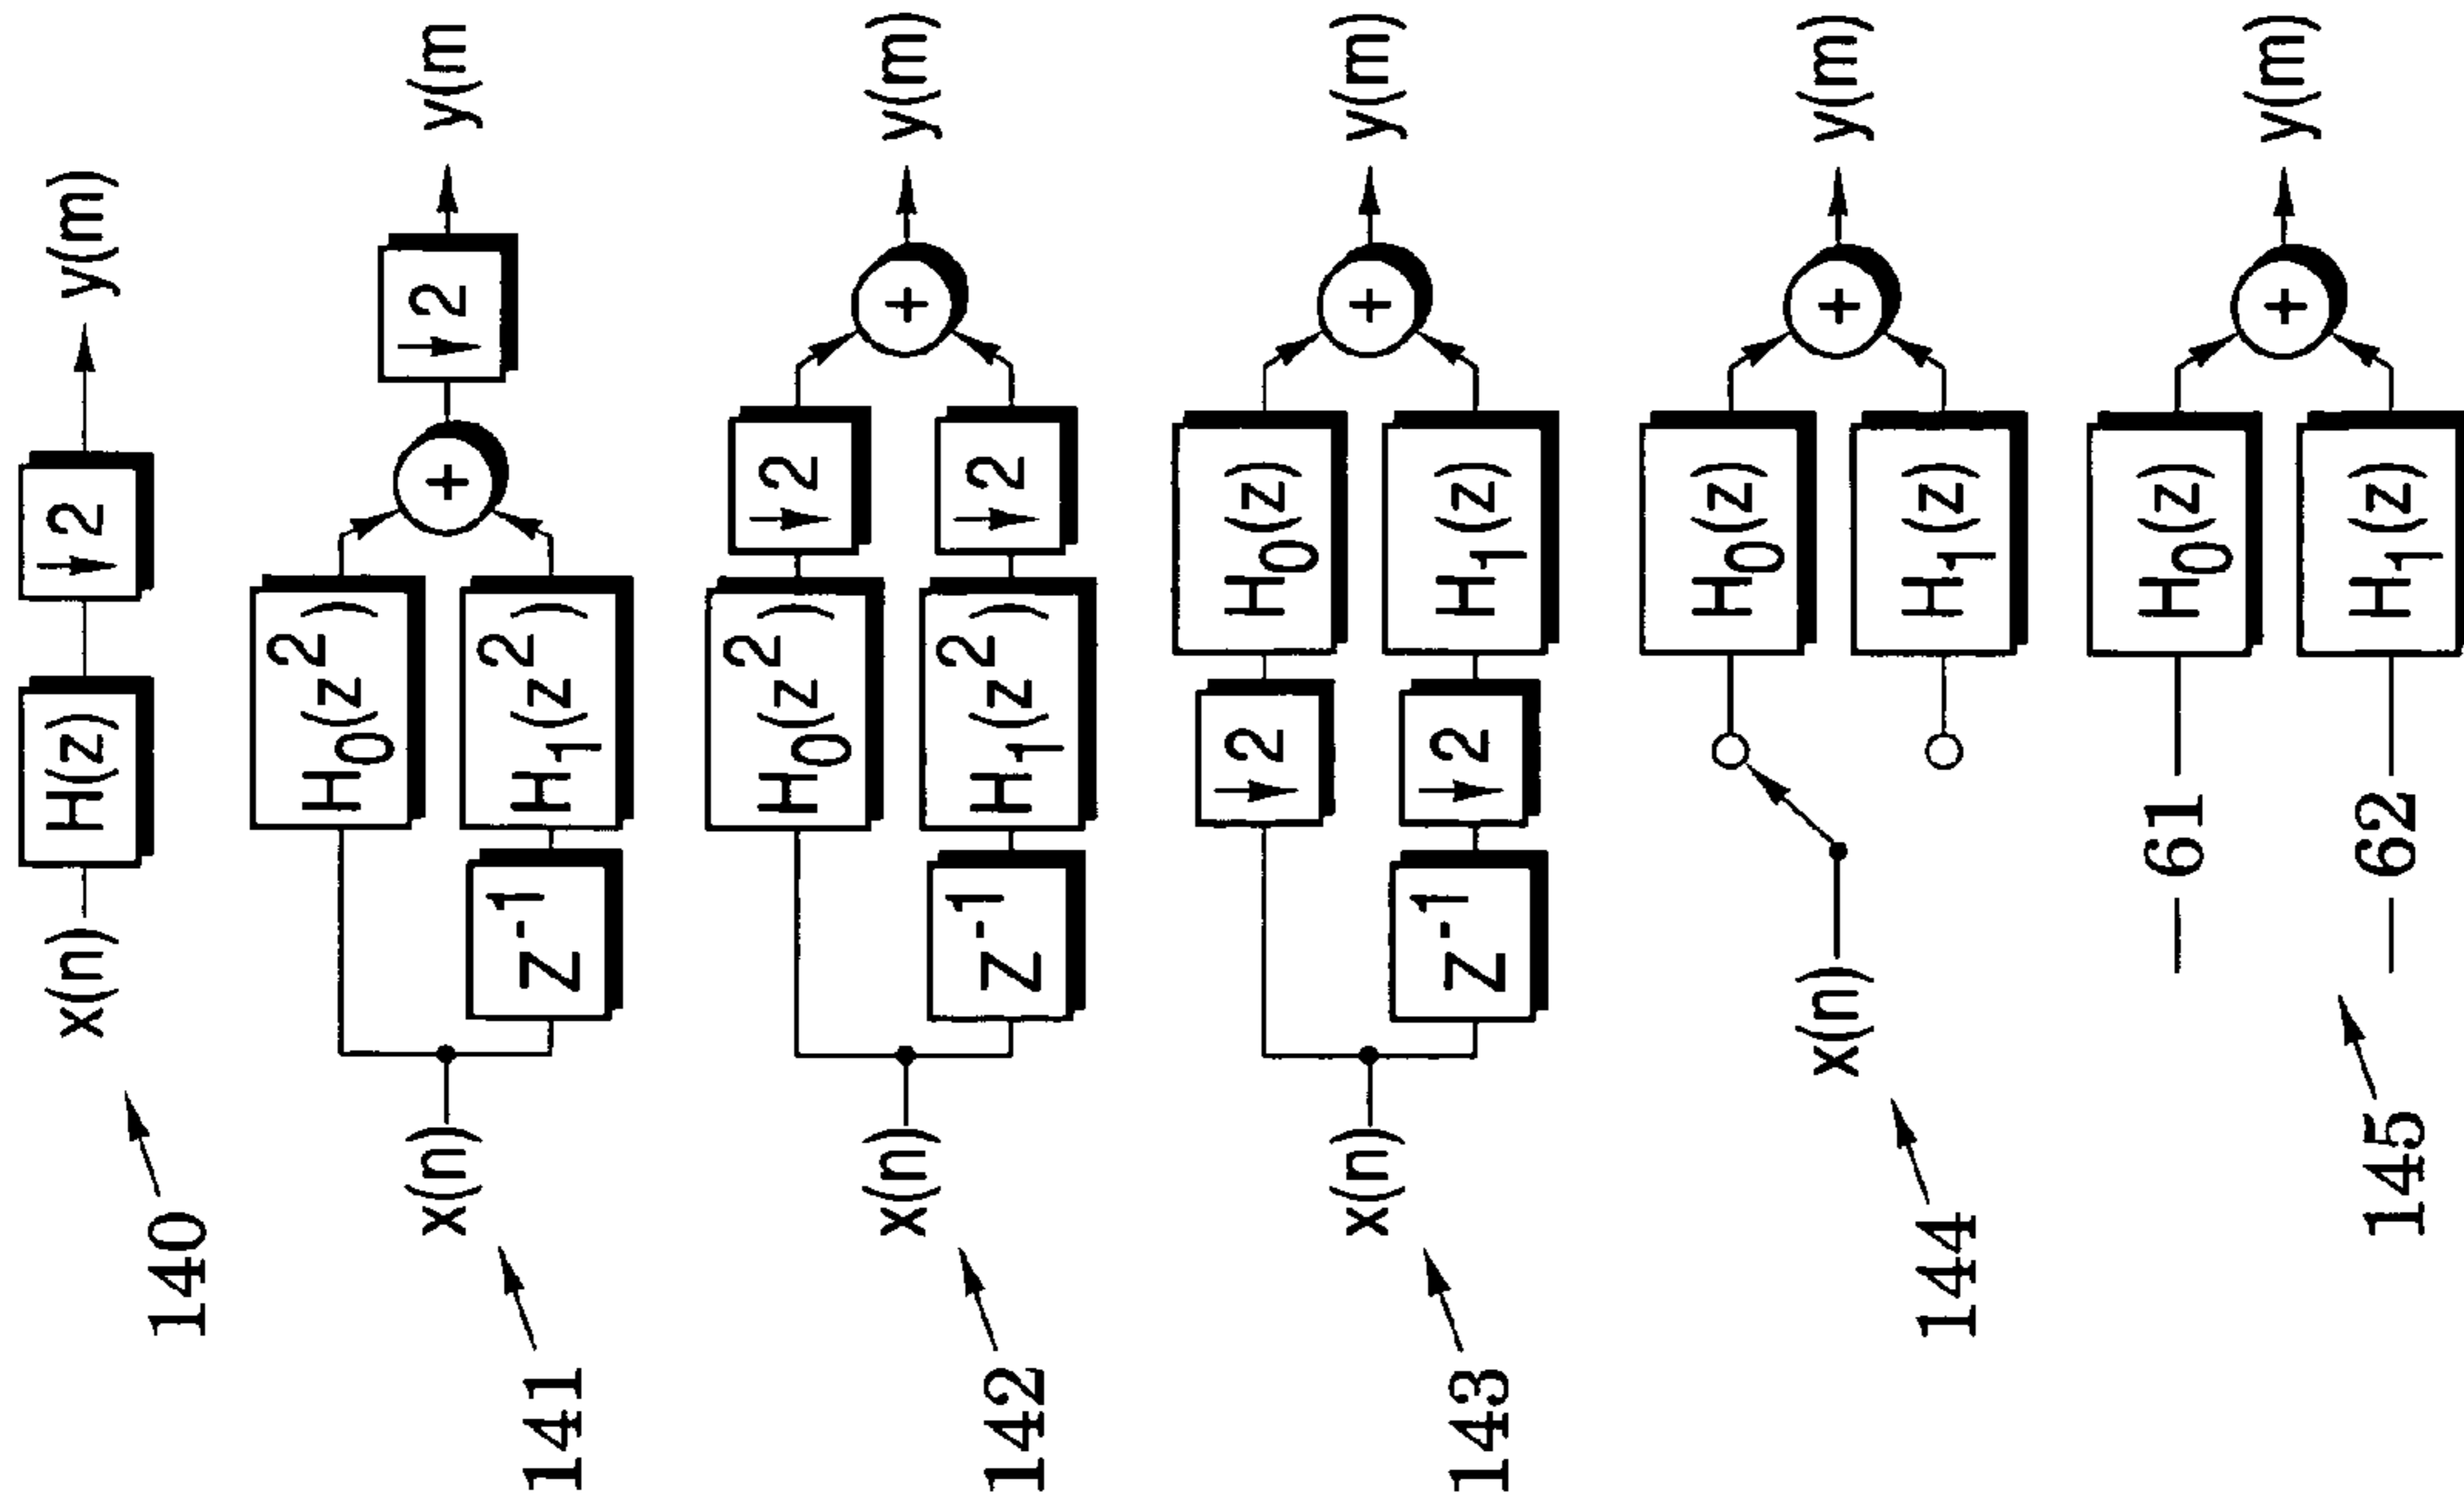 x(n) H(z) ↓2 y(m)
140
H0(z²) ↓2 y(m
x(n) +
Z⁻¹ H1(z²)
141
H0(z²) ↓2
x(n) + y(m)
Z⁻¹ H1(z²) ↓2
142
↓2 H0(z)
x(n) + y(m)
Z⁻¹ ↓2 H1(z)
143
H0(z)
x(n) + y(m)
H1(z)
144
61 H0(z)
+ y(m)
62 H1(z)
145